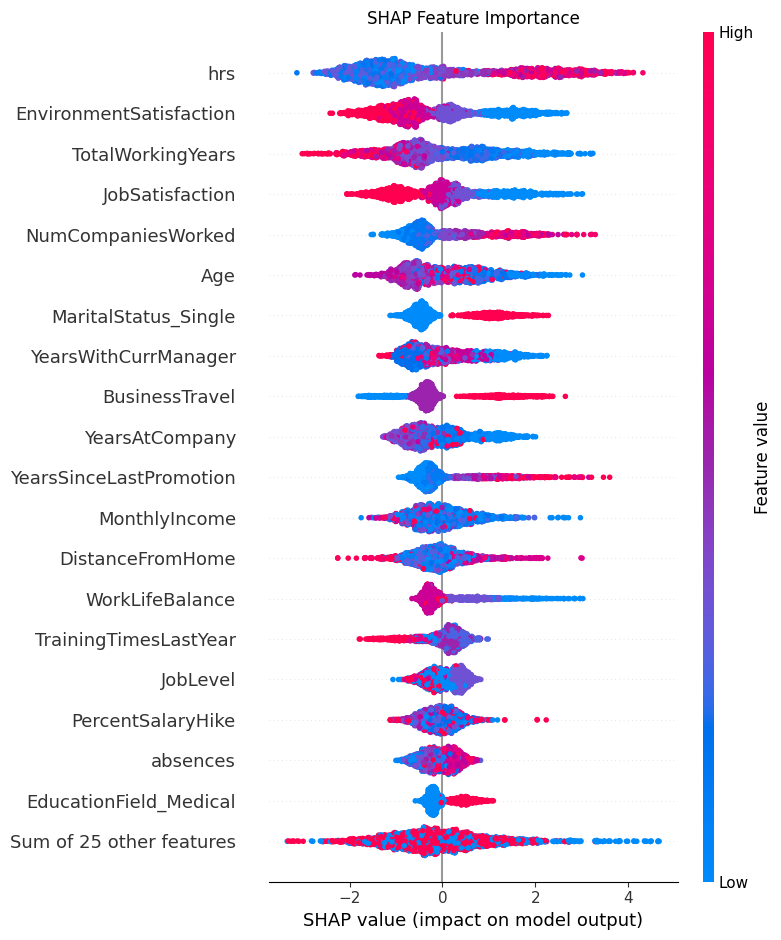 SHAP Feature Importance
High
hrs
EnvironmentSatisfaction
TotalWorkingYears
JobSatisfaction
NumCompaniesWorked
Age
MaritalStatus_Single
YearsWithCurrManager
BusinessTravel
YearsAtCompany
YearsSinceLastPromotion
MonthlyIncome
DistanceFromHome
WorkLifeBalance
TrainingTimesLastYear
JobLevel
PercentSalaryHike
absences
EducationField_Medical
Sum of 25 other features
Feature value
Low
−2 0 2 4
SHAP value (impact on model output)